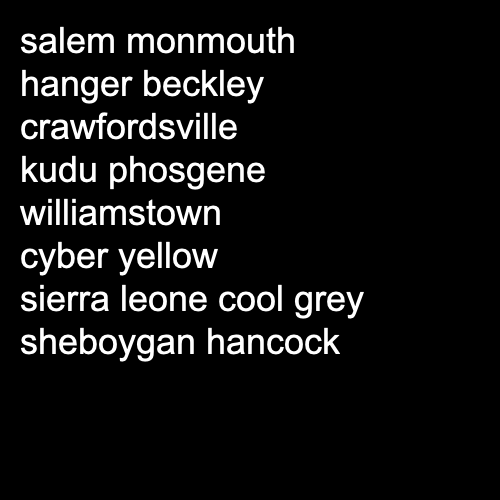 salem monmouth
hanger beckley
crawfordsville
kudu phosgene
williamstown
cyber yellow
sierra leone cool grey
sheboygan hancock